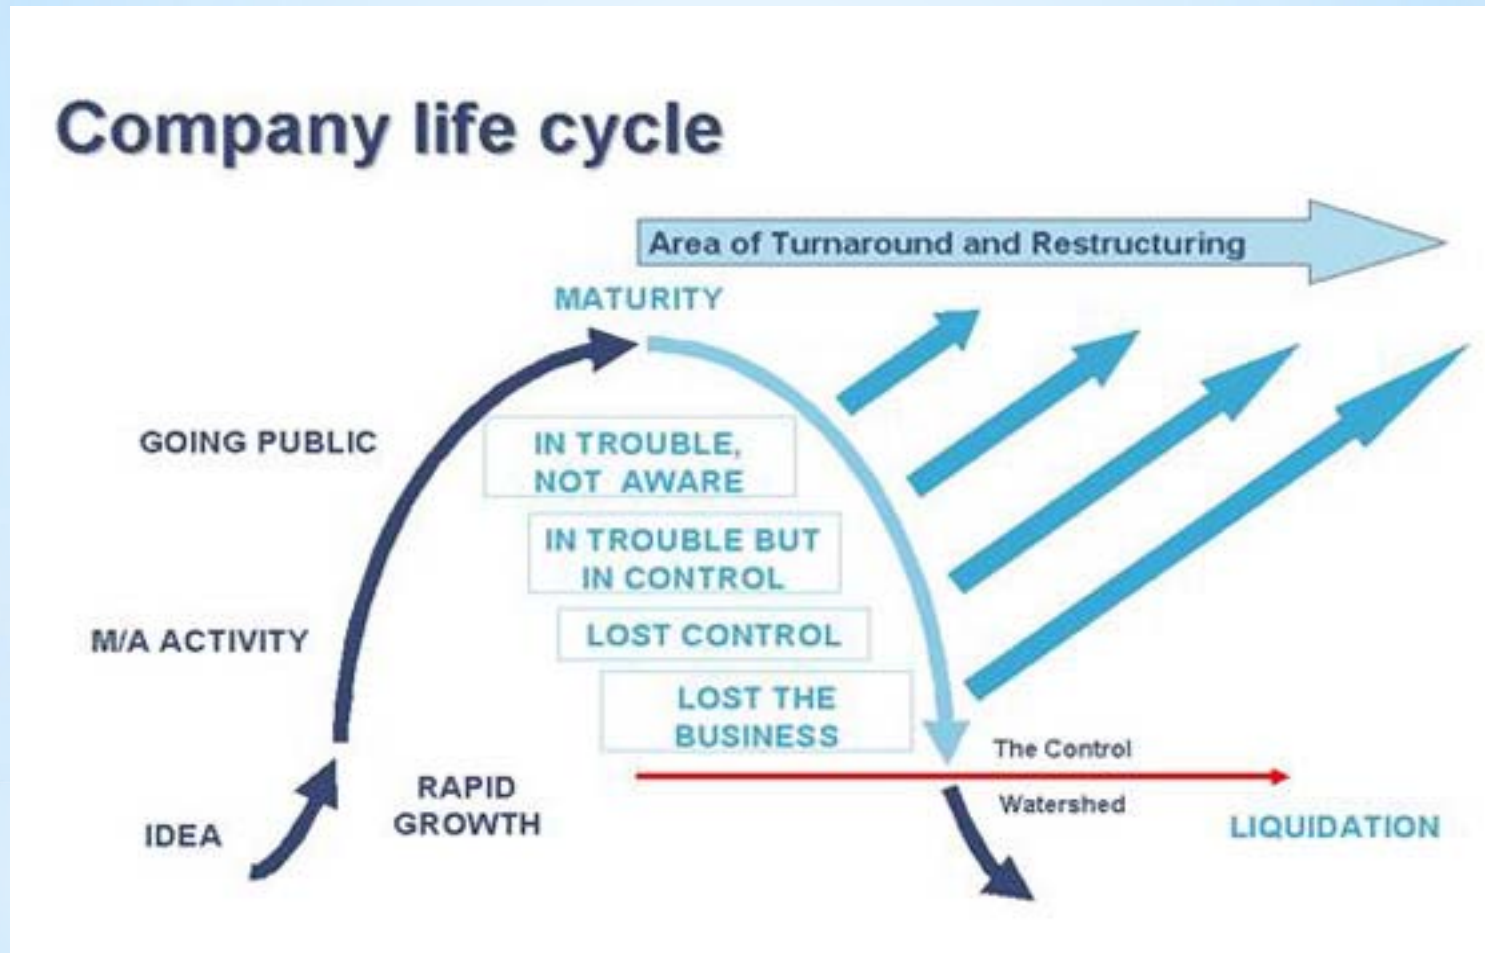 Company life cycle
Area of Turnaround and Restructuring
MATURITY
GOING PUBLIC
IN TROUBLE,
NOT AWARE
IN TROUBLE BUT
IN CONTROL
M/A ACTIVITY
LOST CONTROL
LOST THE
BUSINESS
The Control
Watershed
RAPID
GROWTH
IDEA
LIQUIDATION